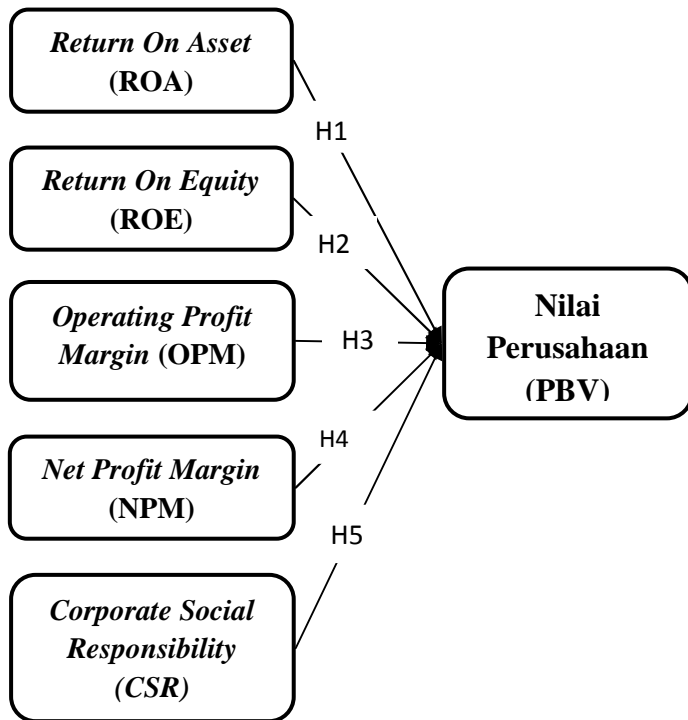 Return On Asset
(ROA)
H1
Return On Equity
(ROE)
H2
Operating Profit
Margin (OPM)
H3
Nilai
Perusahaan
(PBV)
Net Profit Margin
(NPM)
H4
H5
Corporate Social
Responsibility
(CSR)